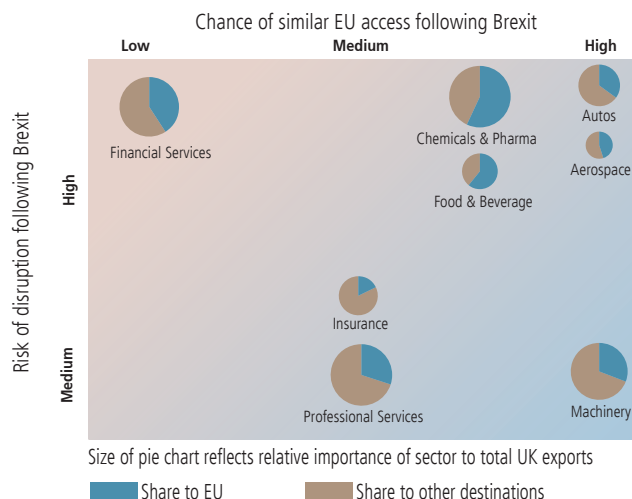 Chance of similar EU access following Brexit
Low Medium High
Risk of disruption following Brexit
High
Medium
Financial Services
Chemicals & Pharma
Autos
Aerospace
Food & Beverage
Insurance
Professional Services
Machinery
Size of pie chart reflects relative importance of sector to total UK exports
Share to EU Share to other destinations